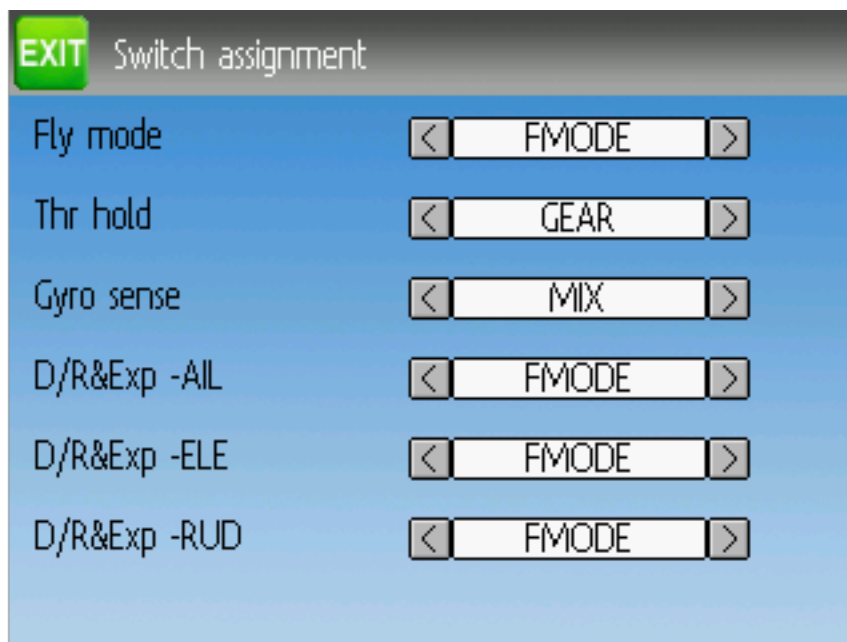 EXIT Switch assignment
Fly mode < FMODE >
Thr hold < GEAR >
Gyro sense < MIX >
D/R&Exp -AIL < FMODE >
D/R&Exp -ELE < FMODE >
D/R&Exp -RUD < FMODE >